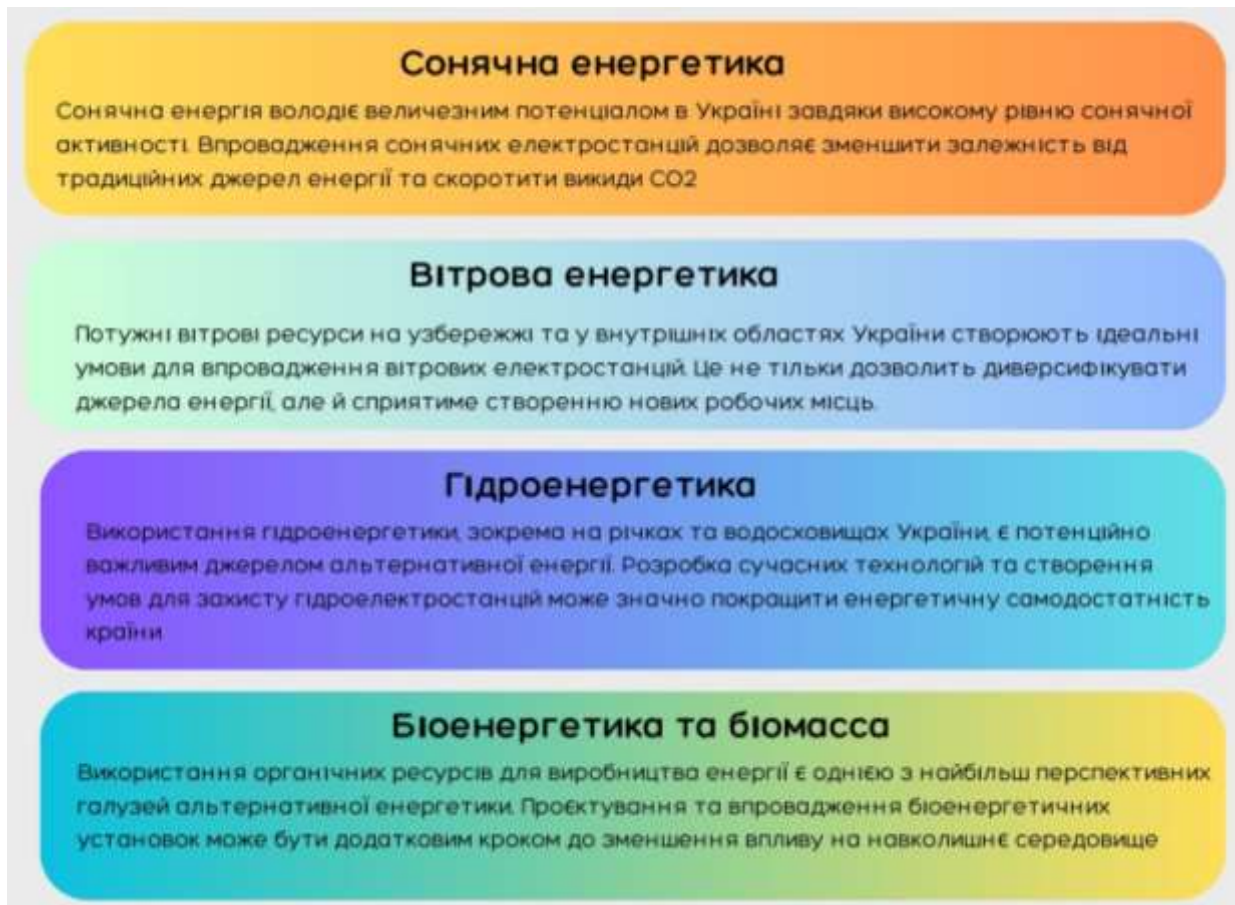 Сонячна енергетика
Сонячна енергія володіє величезним потенціалом в Україні завдяки високому рівню сонячної
активності. Впровадження сонячних електростанцій дозволяє зменшити залежність від
традиційних джерел енергії та скоротити викиди СО2
Вітрова енергетика
Потужні вітрові ресурси на узбережжі та у внутрішніх областях України створюють ідеальні
умови для впровадження вітрових електростанцій. Це не тільки дозволить диверсифікувати
джерела енергії, але й сприятиме створенню нових робочих місць.
Гідроенергетика
Використання гідроенергетики, зокрема на річках та водосховищах України, є потенційно
важливим джерелом альтернативної енергії. Розробка сучасних технологій та створення
умов для захисту гідроелектростанцій може значно покращити енергетичну самодостатність
країни
Біоенергетика та біомасса
Використання органічних ресурсів для виробництва енергії є однією з найбільш перспективних
галузей альтернативної енергетики. Проєктування та впровадження біоенергетичних
установок може бути додатковим кроком до зменшення впливу на навколишнє середовище